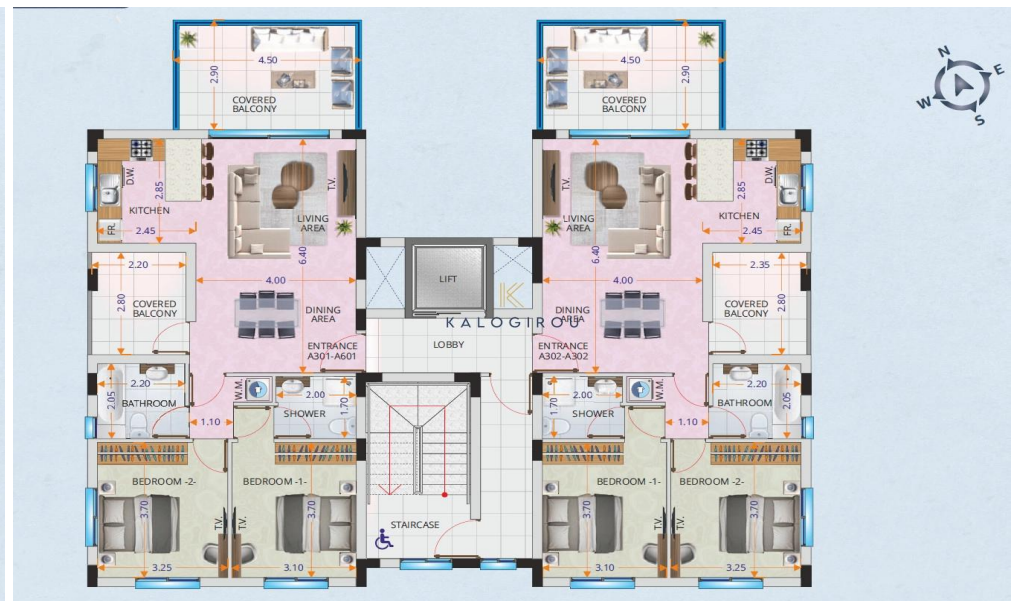 4.50
2.90
COVERED
BALCONY
4.50
2.90
COVERED
BALCONY
N
E
W
S
D.W.
2.85
KITCHEN
2.45
FR.
T.V.
LIVING
AREA
6.40
4.00
DINING
AREA
2.20
2.80
COVERED
BALCONY
ENTRANCE
A301-A601
LIFT
K
KALOGIROU
LOBBY
T.V.
LIVING
AREA
6.40
4.00
DINING
AREA
ENTRANCE
A302-A302
D.W.
2.85
KITCHEN
2.45
FR.
2.35
2.80
COVERED
BALCONY
2.20
2.05
BATHROOM
1.10
W.M.
2.00
1.70
SHOWER
2.00
1.70
SHOWER
W.M.
1.10
2.20
2.05
BATHROOM
BEDROOM -2-
3.70
T.V.
3.25
BEDROOM -1-
3.70
T.V.
3.10
STAIRCASE
BEDROOM -1-
3.70
T.V.
3.10
BEDROOM -2-
3.70
T.V.
3.25